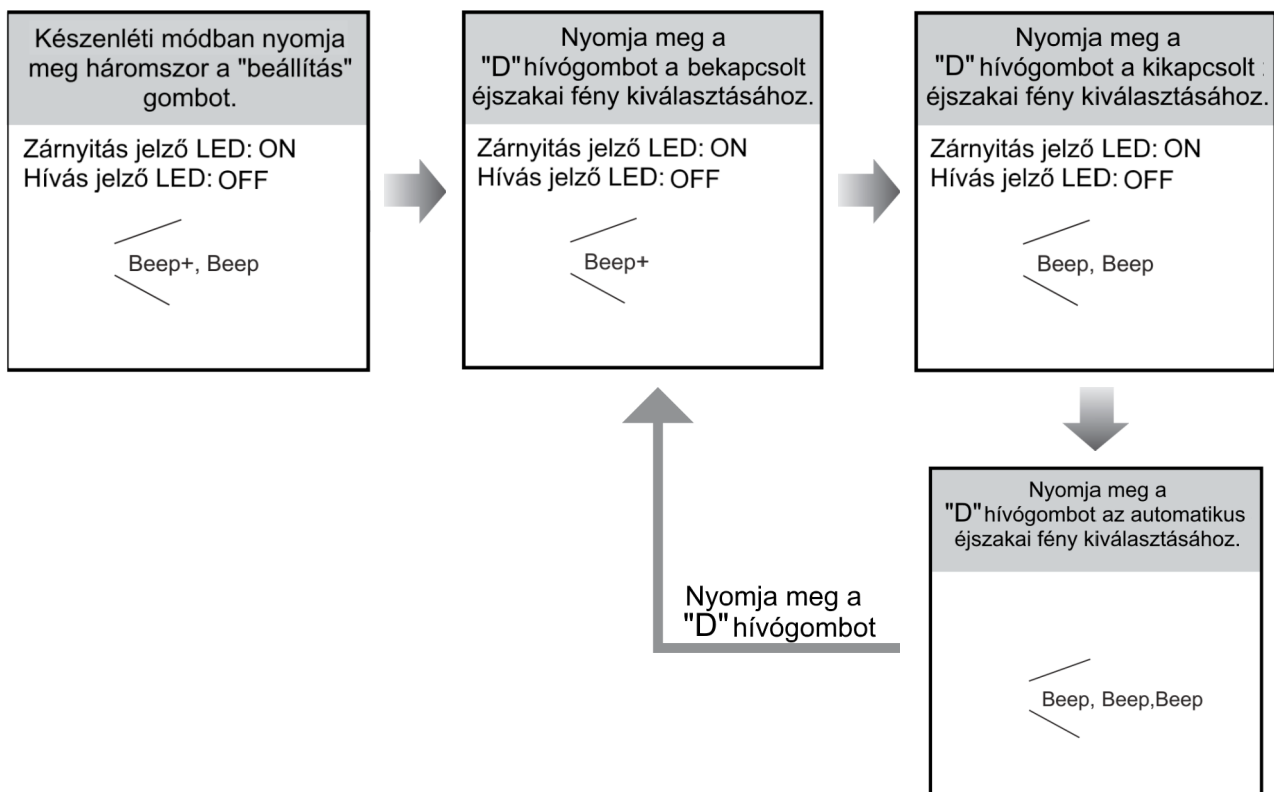 Készenléti módban nyomja
meg háromszor a "beállítás"
gombot.
Zárnyitás jelző LED: ON
Hívás jelző LED: OFF
Beep+, Beep
Nyomja meg a
"D" hívógombot a bekapcsolt
éjszakai fény kiválasztásához.
Zárnyitás jelző LED: ON
Hívás jelző LED: OFF
Beep+
Nyomja meg a
"D" hívógombot a kikapcsolt
éjszakai fény kiválasztásához.
Zárnyitás jelző LED: ON
Hívás jelző LED: OFF
Beep, Beep
Nyomja meg a
"D" hívógombot az automatikus
éjszakai fény kiválasztásához.
Beep, Beep,Beep
Nyomja meg a
"D" hívógombot